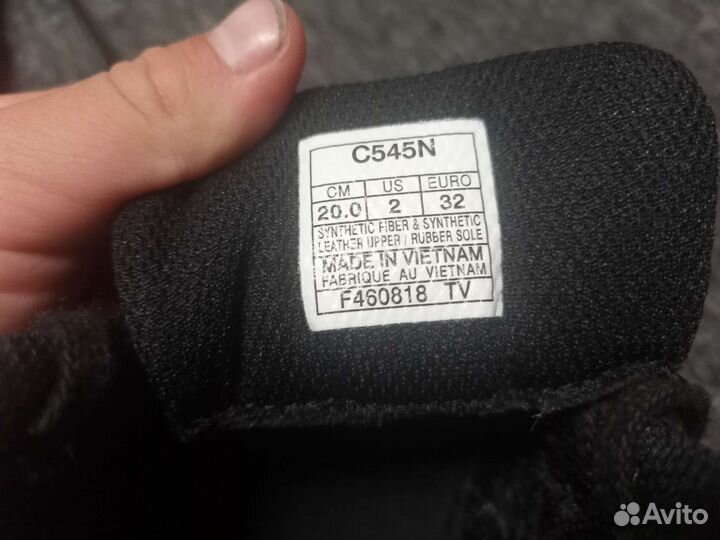 C545N
CM US EURO
20.0 2 32
SYNTHETIC FIBER & SYNTHETIC
LEATHER UPPER / RUBBER SOLE
MADE IN VIETNAM
FABRIQUE AU VIETNAM
F460818 TV
Avito